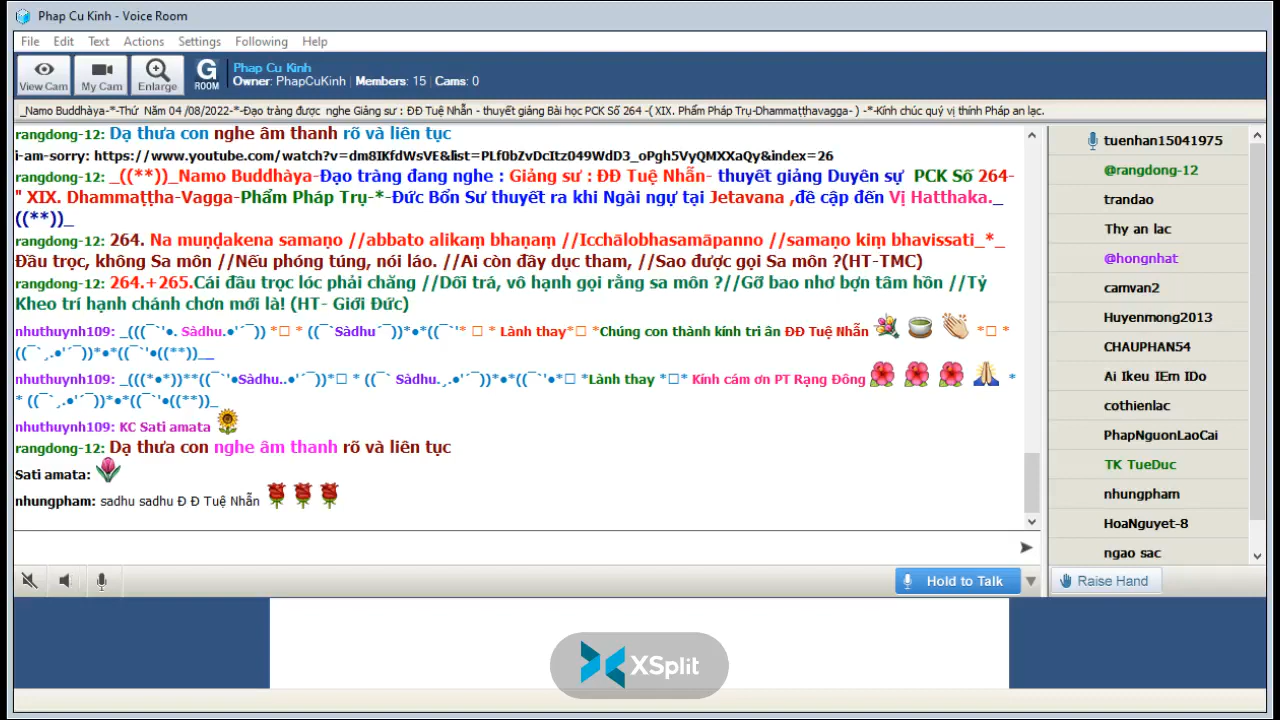 Phap Cu Kinh - Voice Room
File Edit Text Actions Settings Following Help
View Cam My Cam Enlarge G ROOM Phap Cu Kinh
Owner: PhapCuKinh Members: 15 Cams: 0
_Namo Buddhàya-*-Thứ Năm 04 /08/2022-*-Đạo tràng được nghe Giảng sư : ĐĐ Tuệ Nhẫn - thuyết giảng Bài học PCK Số 264 -( XIX. Phẩm Pháp Trụ-Dhammaṭṭhavagga- ) -*-Kính chúc quý vị thính Pháp an lạc.
rangdong-12: Dạ thưa con nghe âm thanh rõ và liên tục
i-am-sorry: https://www.youtube.com/watch?v=dm8IKfdWsVE&list=PLf0bZvDcItz049WdD3_oPgh5VyQMXXaQy&index=26
rangdong-12: _((**))_Namo Buddhàya-Đạo tràng đang nghe : Giảng sư : ĐĐ Tuệ Nhẫn- thuyết giảng Duyên sự PCK Số 264-
" XIX. Dhammaṭṭha-Vagga-Phẩm Pháp Trụ-*-Đức Bổn Sư thuyết ra khi Ngài ngự tại Jetavana ,đề cập đến Vị Hatthaka._
((**))_
rangdong-12: 264. Na muṇḍakena samaṇo //abbato alikaṃ bhaṇaṃ //Icchālobhasamāpanno //samaṇo kiṃ bhavissati_*_
Đầu trọc, không Sa môn //Nếu phóng túng, nói láo. //Ai còn đầy dục tham, //Sao được gọi Sa môn ?(HT-TMC)
rangdong-12: 264.+265.Cái đầu trọc lóc phải chăng //Dối trá, vô hạnh gọi rằng sa môn ?//Gỡ bao nhơ bợn tâm hồn //Tỷ
Kheo trí hạnh chánh chơn mới là! (HT- Giới Đức)
nhuthuynh109: _(((¯`'•. Sàdhu.•'´¯)) *□ * ((¯`Sàdhu´¯))*•*((¯`'* □ * Lành thay*□ *Chúng con thành kính tri ân ĐĐ Tuệ Nhẫn *□ *
((¯`¸.•'´¯))*•*((¯`'•((**))__
nhuthuynh109: _(((*•*))**((¯`'•Sàdhu..•'´¯))*□ * ((¯` Sàdhu.¸.•'´¯)*•*((¯`'•*□ *Lành thay *□* Kính cám ơn PT Rạng Đông *
* ((¯`¸.•'´¯))*•*((¯`'•((**))_
nhuthuynh109: KC Sati amata
rangdong-12: Dạ thưa con nghe âm thanh rõ và liên tục
Sati amata:
nhungpham: sadhu sadhu Đ Đ Tuệ Nhẫn
Hold to Talk
tuenhan15041975
@rangdong-12
trandao
Thy an lac
@hongnhat
camvan2
Huyenmong2013
CHAUPHAN54
Ai Ikeu IEm IDo
cothienlac
PhapNguonLaoCai
TK TueDuc
nhungpham
HoaNguyet-8
ngao sac
Raise Hand
XSplit